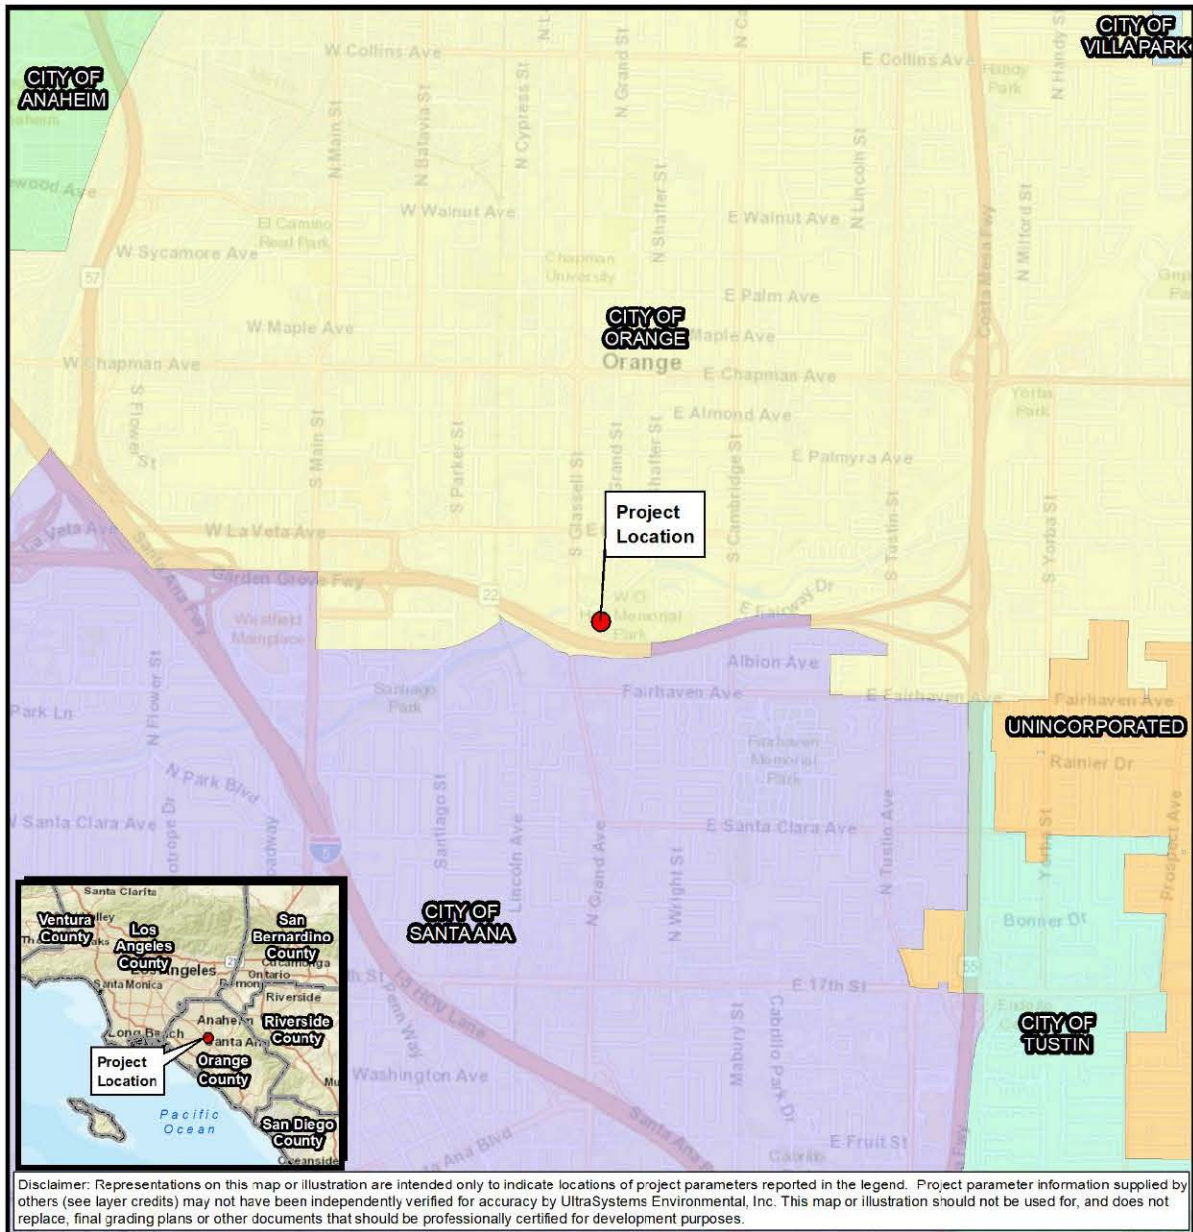 CITY OF
VILLA PARK
CITY OF
ANAHEIM
W Collins Ave
E Collins Ave
Handy
Park
N Handy St
N Grand St
N Cypress St
N Main St
N Batavia St
N Lincoln St
N Shaffer St
W Walnut Ave
E Walnut Ave
El Camino
Real Park
W Sycamore Ave
Chapman
University
Costa Mesa Fwy
N Milford St
57
E Palm Ave
CITY OF
ORANGE
W Maple Ave
Maple Ave
Orange
W Chapman Ave
E Chapman Ave
Yorba
Park
S Flower
St
E Almond Ave
S Main St
S Parker St
S Glassell St
Grand St
Shaffer St
S Cambridge St
E Palmyra Ave
Project
Location
La Veta Ave
W La Veta Ave
E
S Tustin St
S Yorba St
Santa Ana Fwy
Garden Grove Fwy
22
W O
Memorial
Park
E Fairway Dr
Westfield
Mainplace
Albion Ave
Santiago
Park
Fairhaven Ave
E Fairhaven Ave
Fairhaven Ave
Park Ln
N Flower St
UNINCORPORATED
Fairhaven
Memorial
Park
Rainier Dr
N Park Blvd
W Santa Clara Ave
E Santa Clara Ave
5
Santiago St
Lincoln Ave
N Grand Ave
N Wright St
N Tustin Ave
Yorba St
Prospect Ave
CITY OF
SANTA ANA
Bonner Dr
55
E 17th St
CITY OF
TUSTIN
I-5 HOV Lane
Penn Way
Mabury St
Cabrillo Park Dr
Washington Ave
Santa Ana
E Fruit St
Cabrillo
Fwy
Santa Clarita
Ventura
County
Los
Angeles
County
San
Bernardino
County
Santa Monica
Ontario
Riverside
Long Beach
Anaheim
Riverside
County
Project
Location
Orange
County
Pacific
Ocean
San Diego
County
Oceanside
Disclaimer: Representations on this map or illustration are intended only to indicate locations of project parameters reported in the legend. Project parameter information supplied by
others (see layer credits) may not have been independently verified for accuracy by UltraSystems Environmental, Inc. This map or illustration should not be used for, and does not
replace, final grading plans or other documents that should be professionally certified for development purposes.